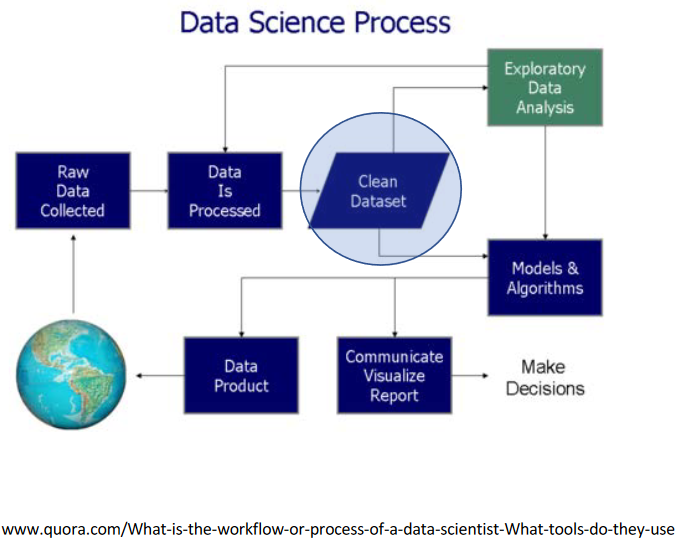 Data Science Process
Exploratory
Data
Analysis
Raw
Data
Collected
Data
Is
Processed
Clean
Dataset
Models &
Algorithms
Data
Product
Communicate
Visualize
Report
Make
Decisions
www.quora.com/What-is-the-workflow-or-process-of-a-data-scientist-What-tools-do-they-use